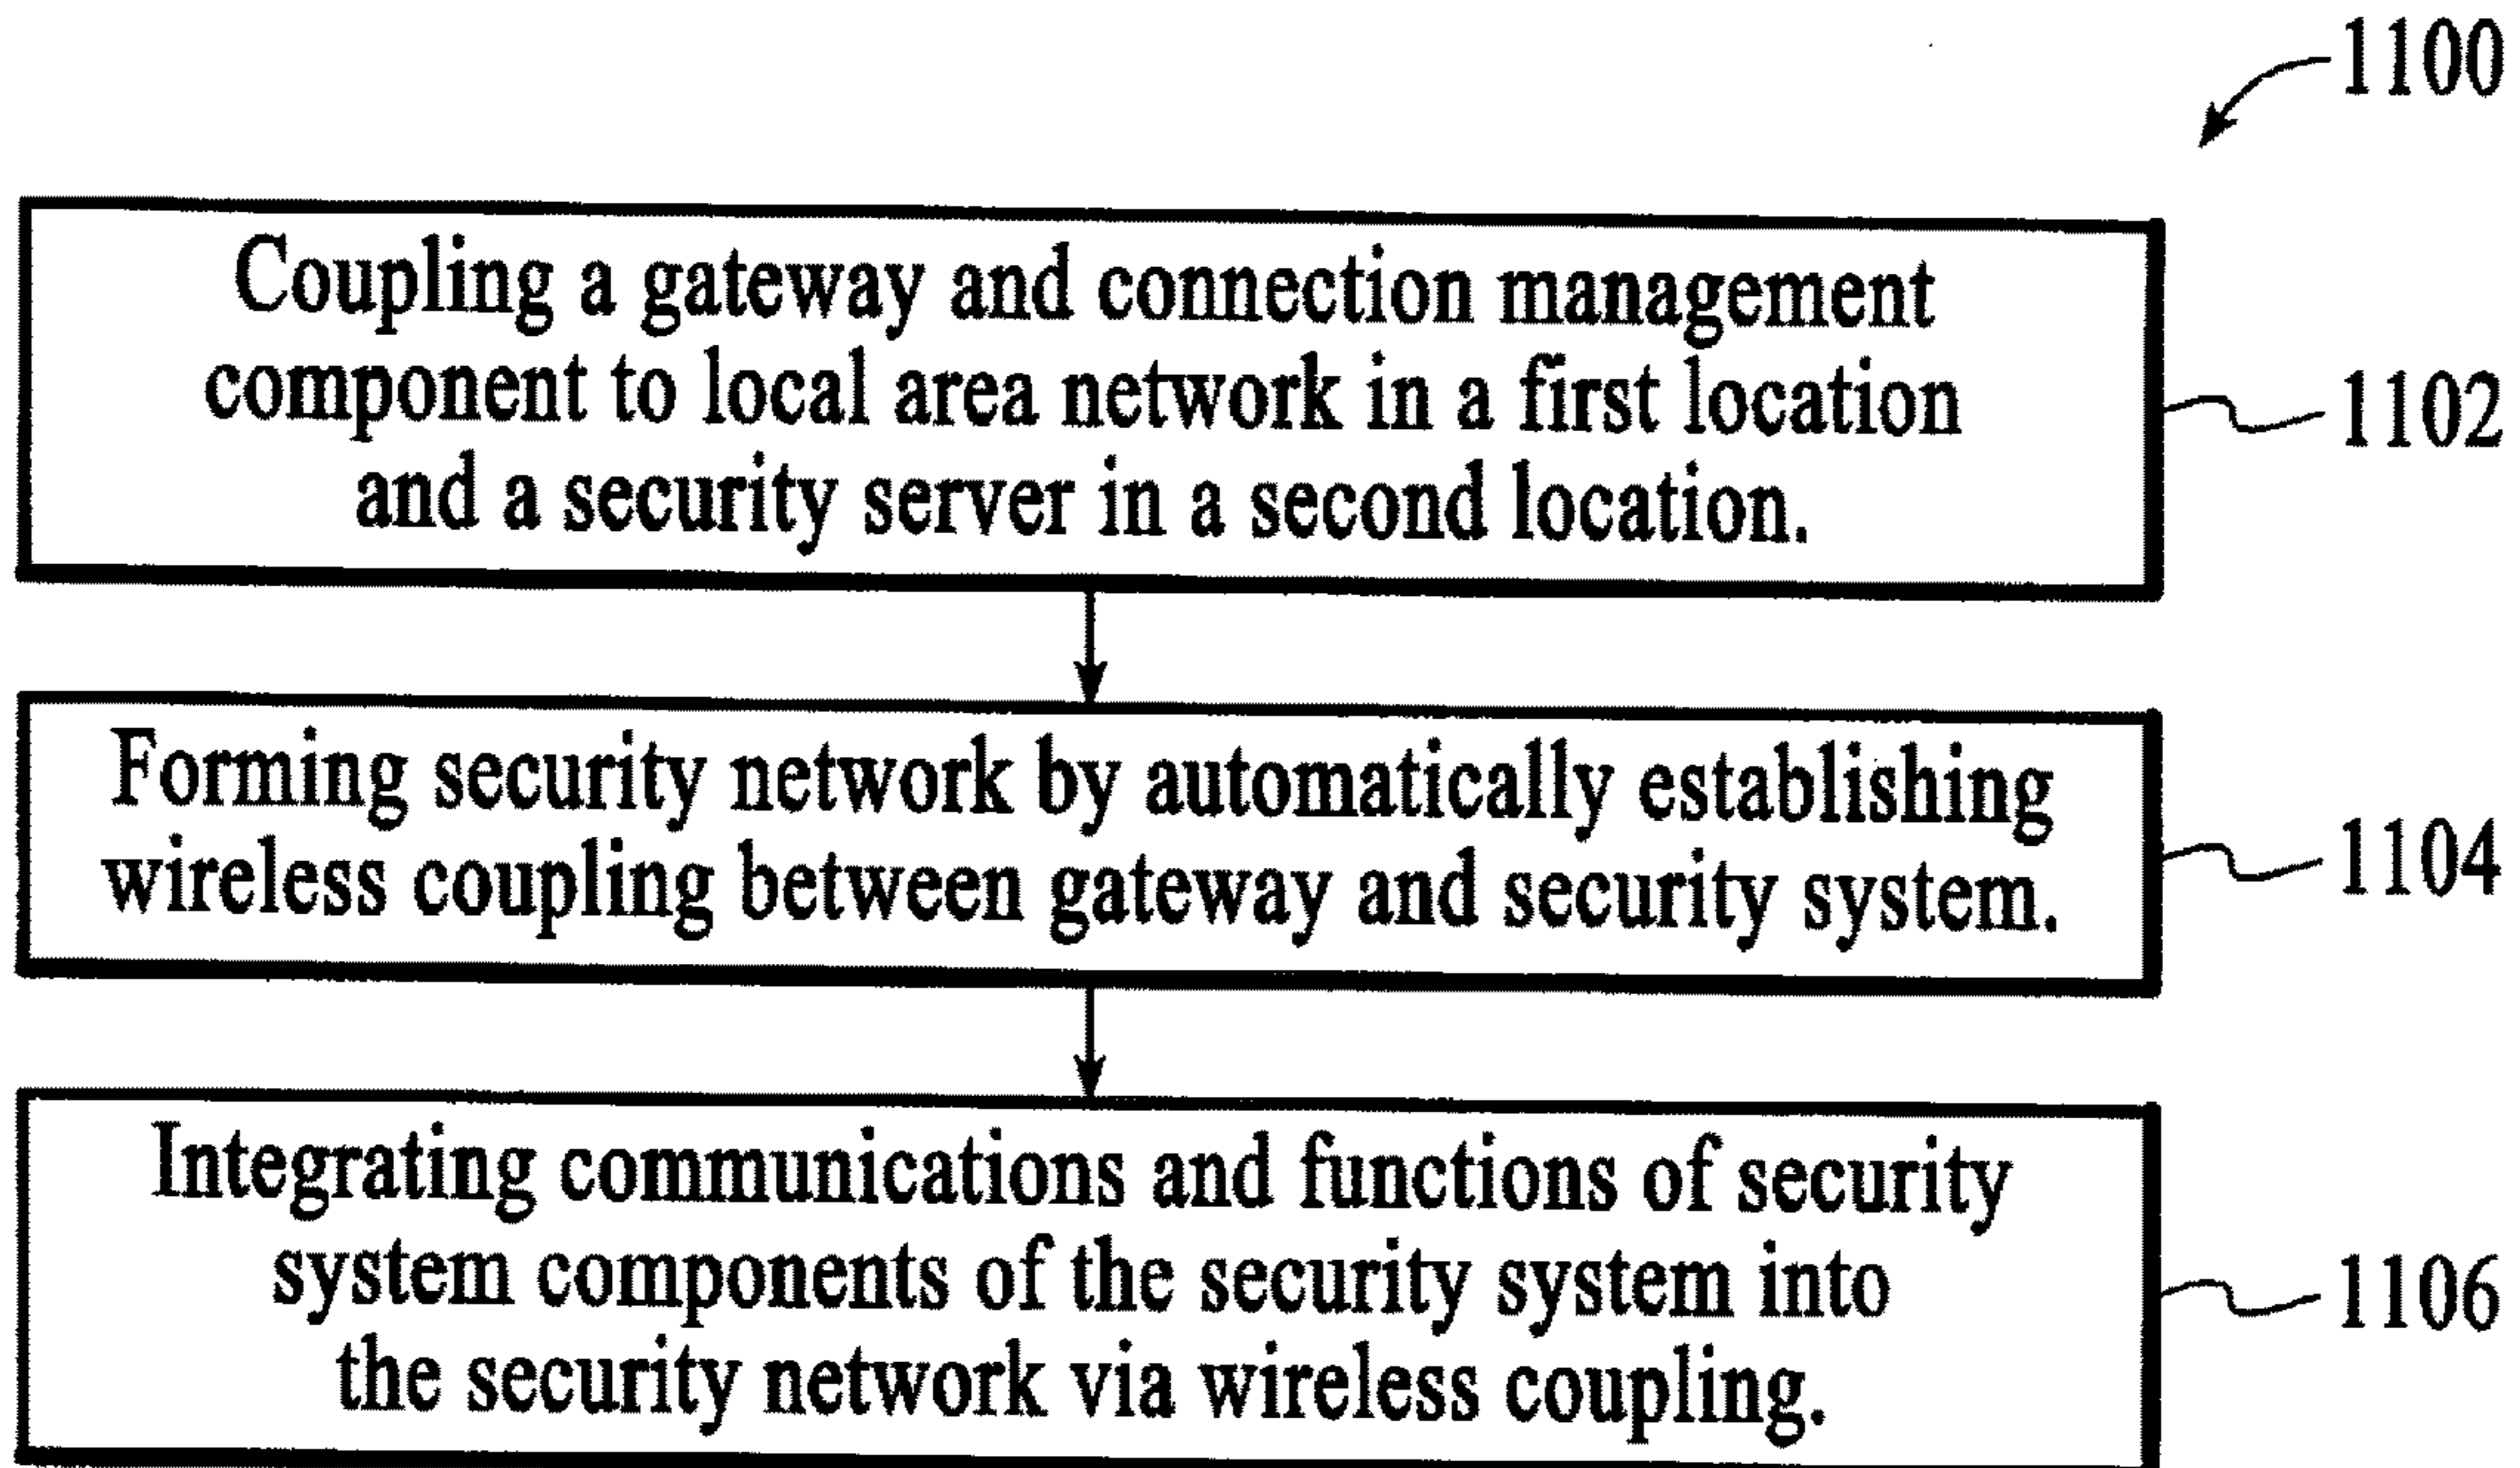 1100
Coupling a gateway and connection management
component to local area network in a first location
and a security server in a second location.
1102
Forming security network by automatically establishing
wireless coupling between gateway and security system.
1104
Integrating communications and functions of security
system components of the security system into
the security network via wireless coupling.
1106